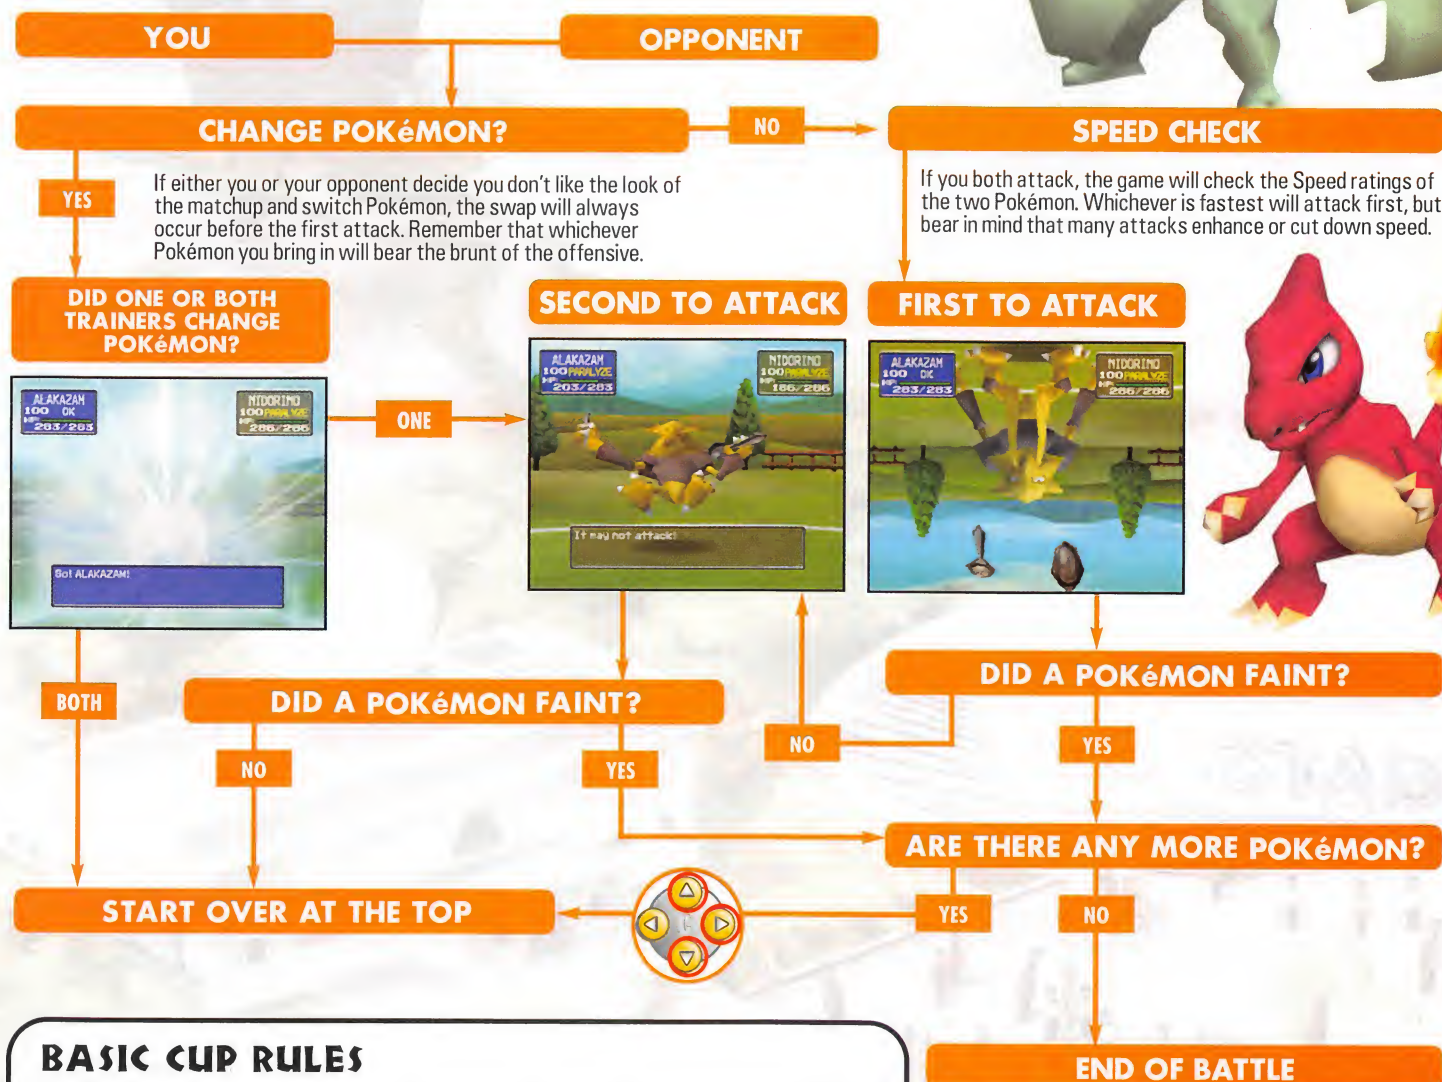 YOU
OPPONENT
CHANGE POKéMON?
NO
SPEED CHECK
YES
If either you or your opponent decide you don't like the look of
the matchup and switch Pokémon, the swap will always
occur before the first attack. Remember that whichever
Pokémon you bring in will bear the brunt of the offensive.
If you both attack, the game will check the Speed ratings of
the two Pokémon. Whichever is fastest will attack first, but
bear in mind that many attacks enhance or cut down speed.
DID ONE OR BOTH
TRAINERS CHANGE
POKéMON?
SECOND TO ATTACK
FIRST TO ATTACK
ALAKAZAM
100 OK
HP:
283/283
NIDORINO
100 PARALYZE
HP:
286/286
Got ALAKAZAM!
ONE
ALAKAZAM
100 PARALYZE
HP:
283/283
NIDORINO
100 PARALYZE
HP:
186/286
It may not attack!
ALAKAZAM
100 OK
HP:
283/283
NIDORINO
100 PARALYZE
HP:
286/286
BOTH
DID A POKéMON FAINT?
DID A POKéMON FAINT?
NO
YES
NO
YES
ARE THERE ANY MORE POKéMON?
START OVER AT THE TOP
YES
NO
BASIC CUP RULES
END OF BATTLE